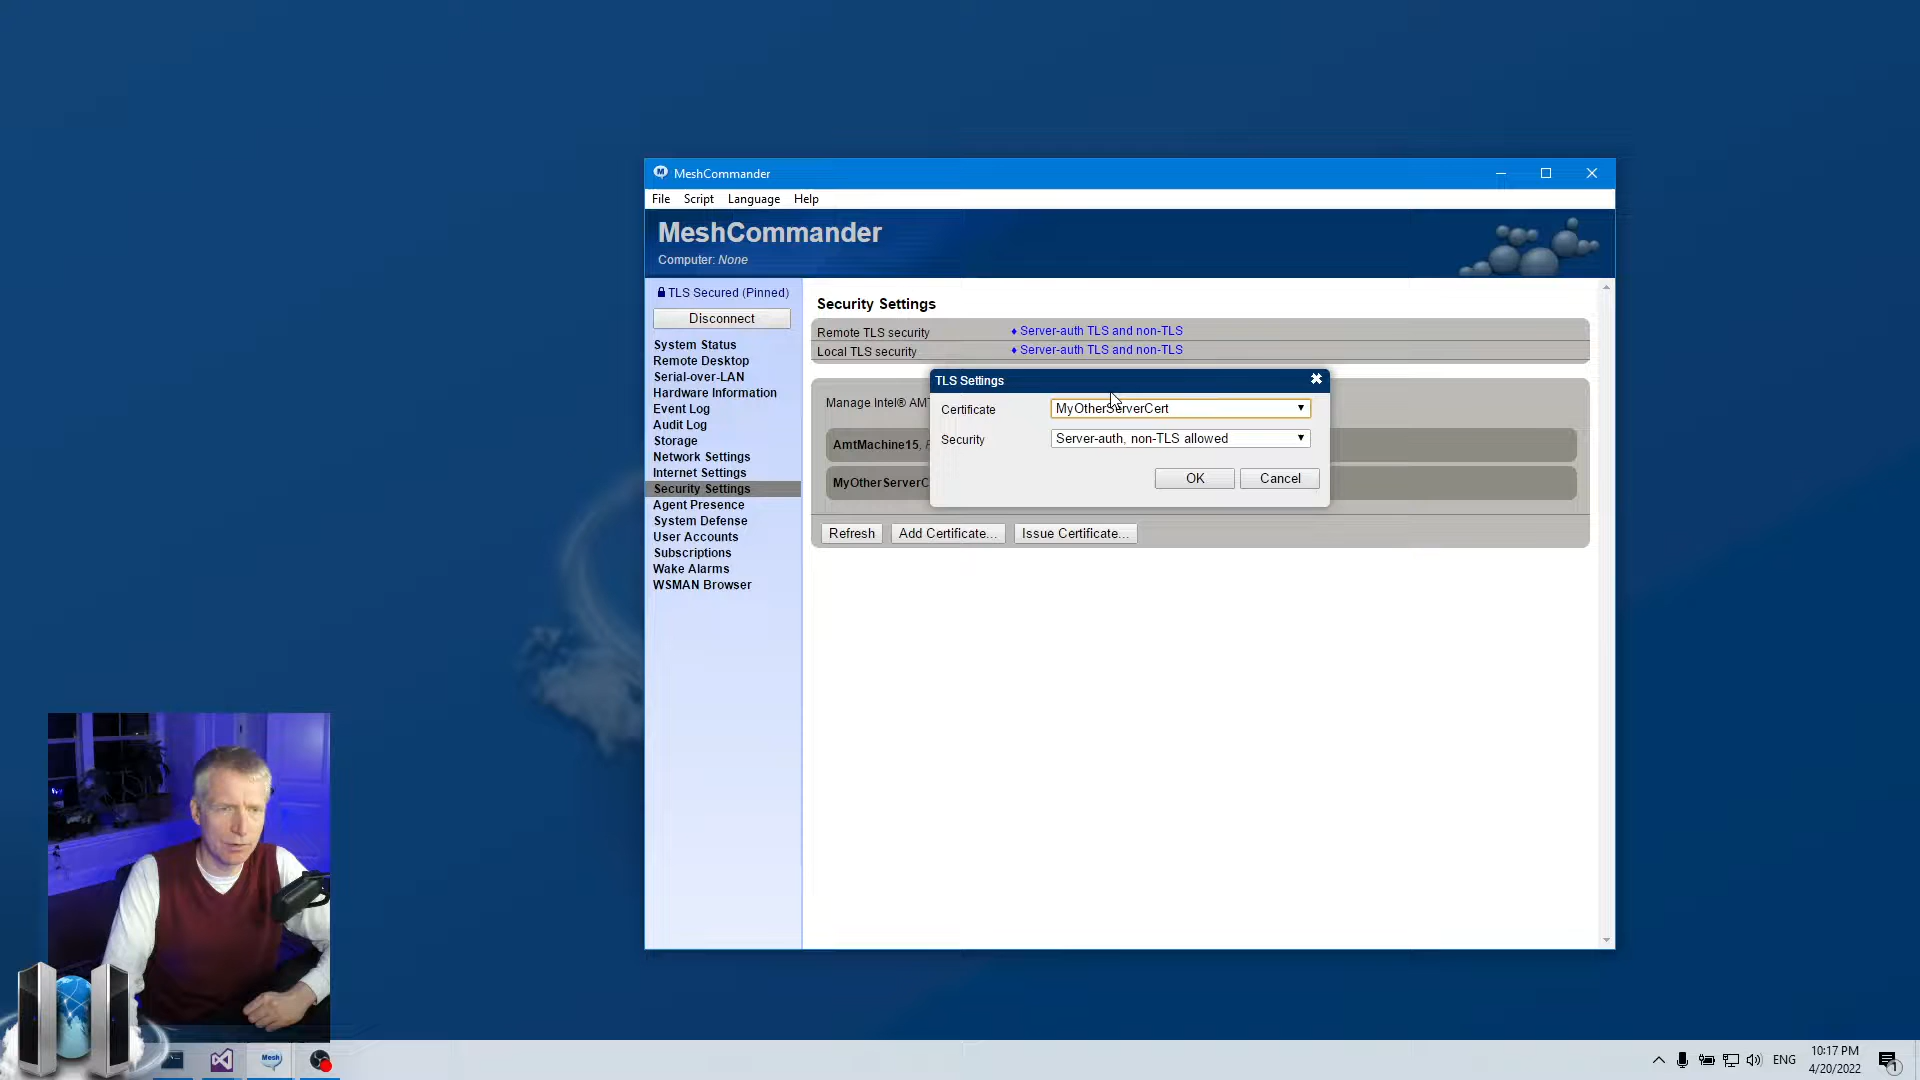 MeshCommander
File Script Language Help
MeshCommander
Computer: None
TLS Secured (Pinned)
Disconnect
System Status
Remote Desktop
Serial-over-LAN
Hardware Information
Event Log
Audit Log
Storage
Network Settings
Internet Settings
Security Settings
Agent Presence
System Defense
User Accounts
Subscriptions
Wake Alarms
WSMAN Browser
Security Settings
Remote TLS security ♦ Server-auth TLS and non-TLS
Local TLS security ♦ Server-auth TLS and non-TLS
Manage Intel® AMT
AmtMachine15,
MyOtherServerC
Refresh Add Certificate... Issue Certificate...
TLS Settings
Certificate MyOtherServerCert
Security Server-auth, non-TLS allowed
OK Cancel
Mesh
ENG
10:17 PM
4/20/2022
1